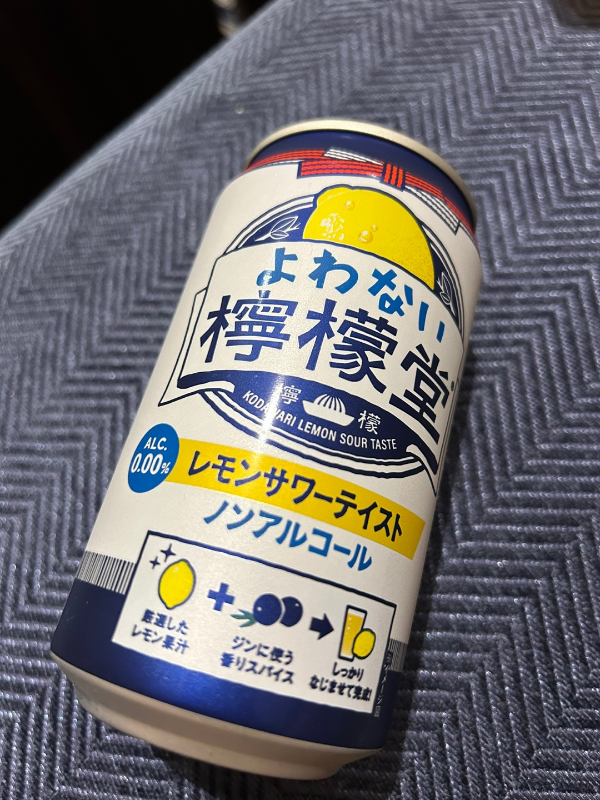 よわない
檸檬堂
檸 檬
KODAWARI LEMON SOUR TASTE
ALC.
0.00%
レモンサワーテイスト
ノンアルコール
厳選した
レモン果汁
ジンに使う
香りスパイス
しっかり
なじませて完成!